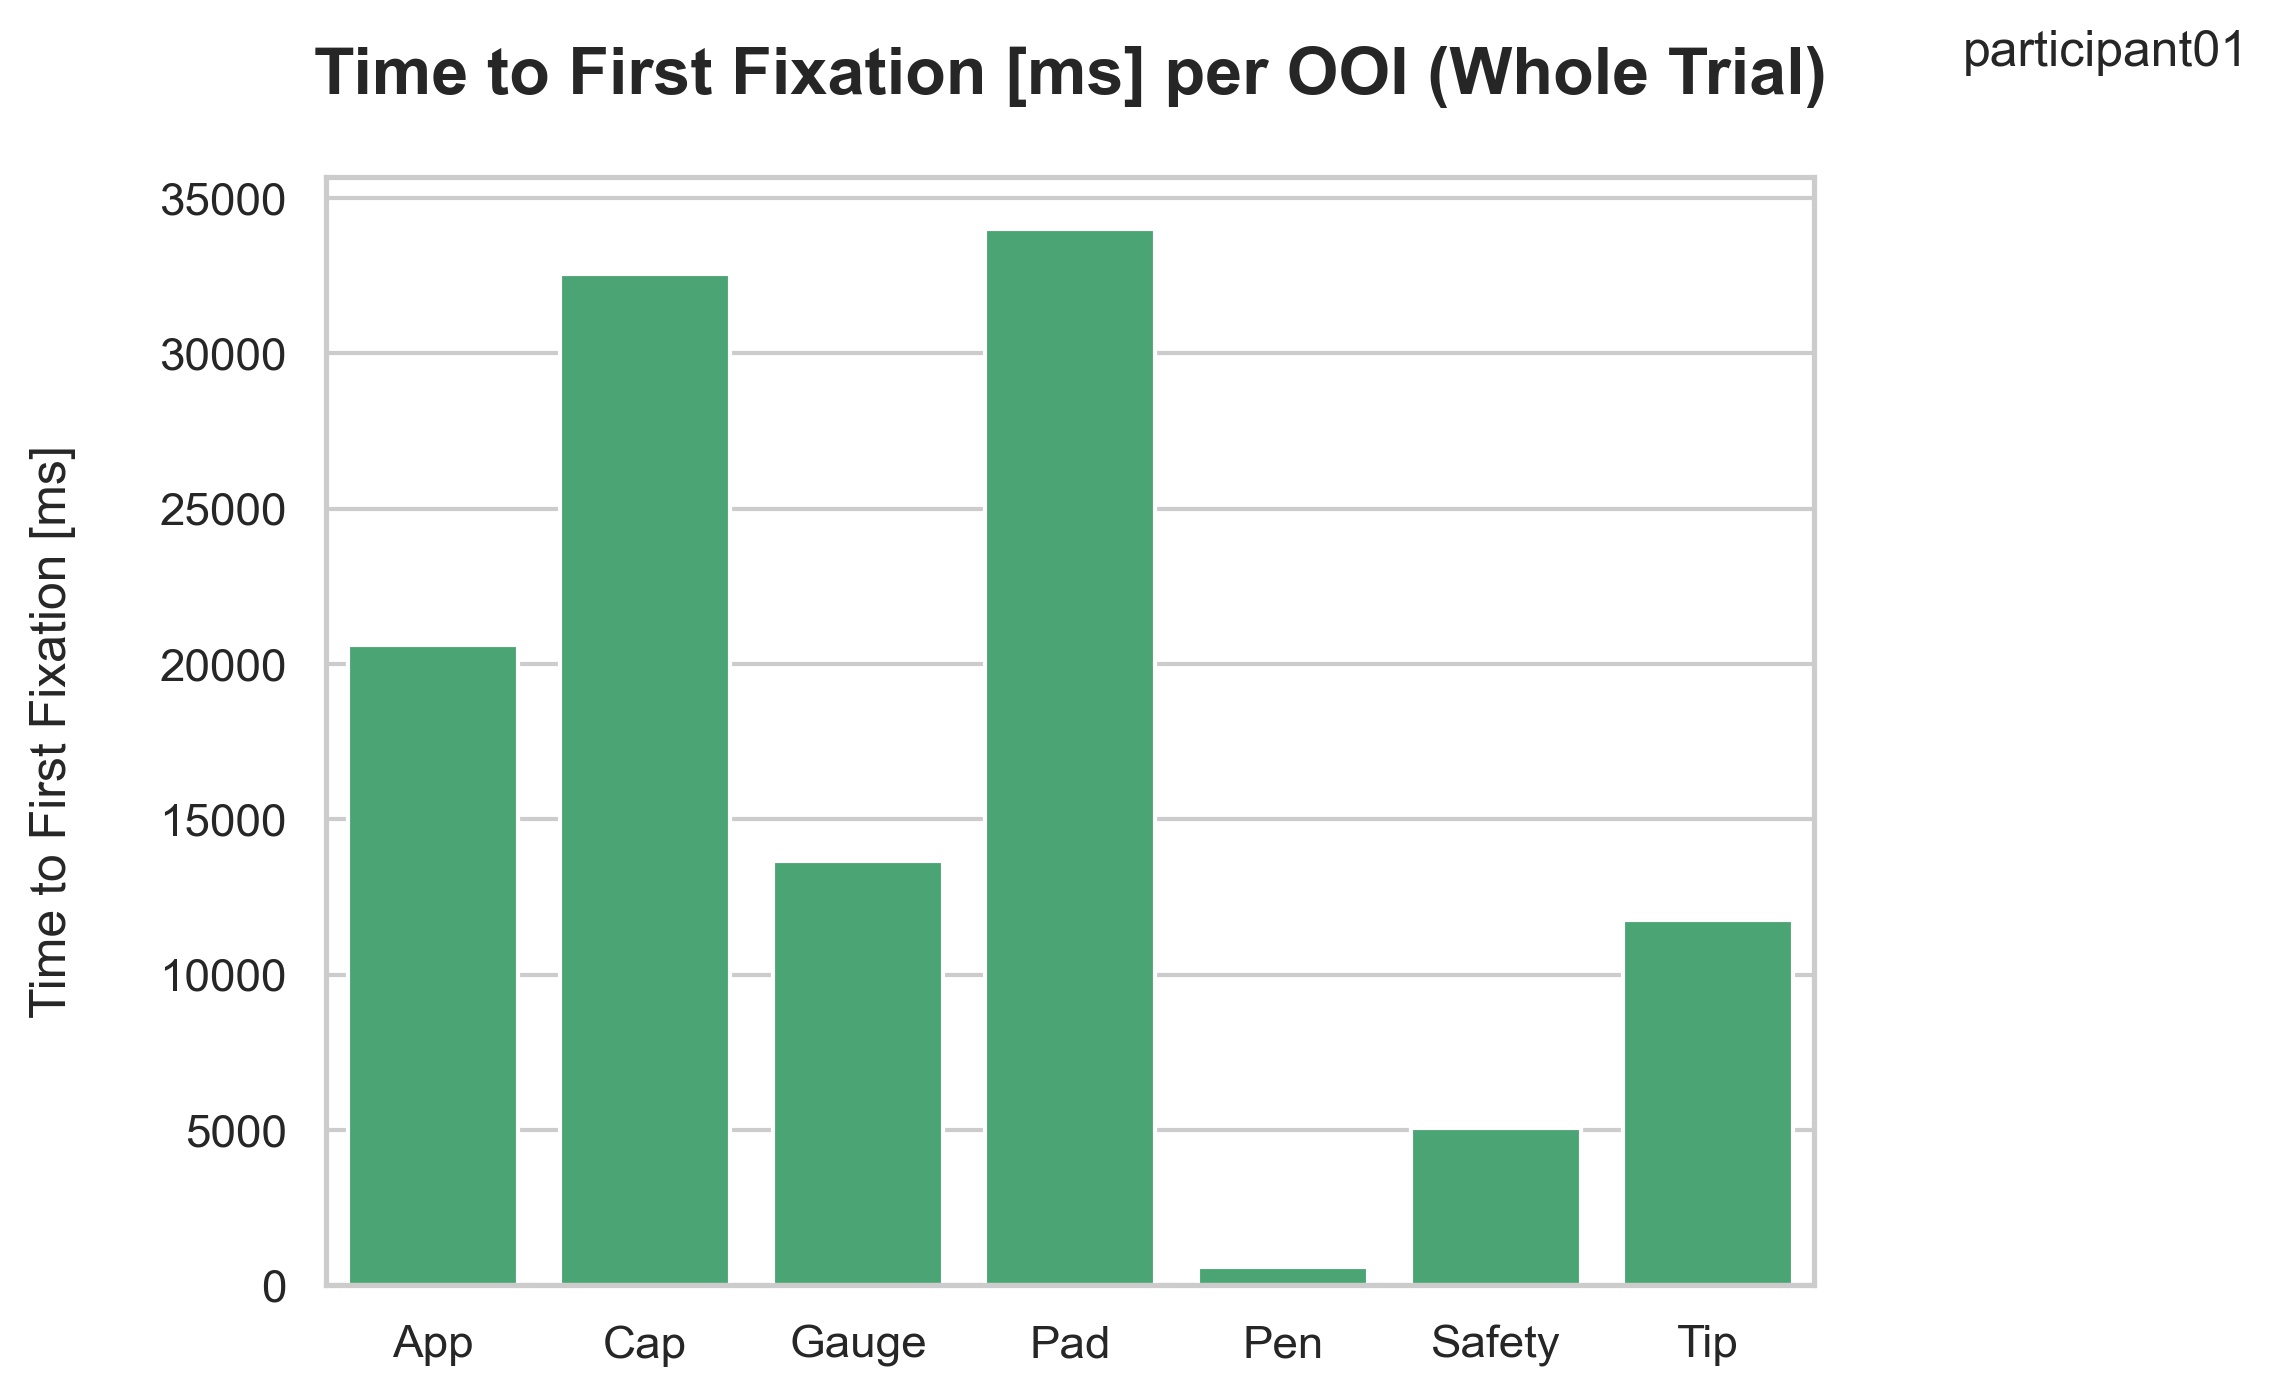 participant01
Time to First Fixation [ms] per OOI (Whole Trial)
Time to First Fixation [ms]
35000
30000
25000
20000
15000
10000
5000
0
App Cap Gauge Pad Pen Safety Tip